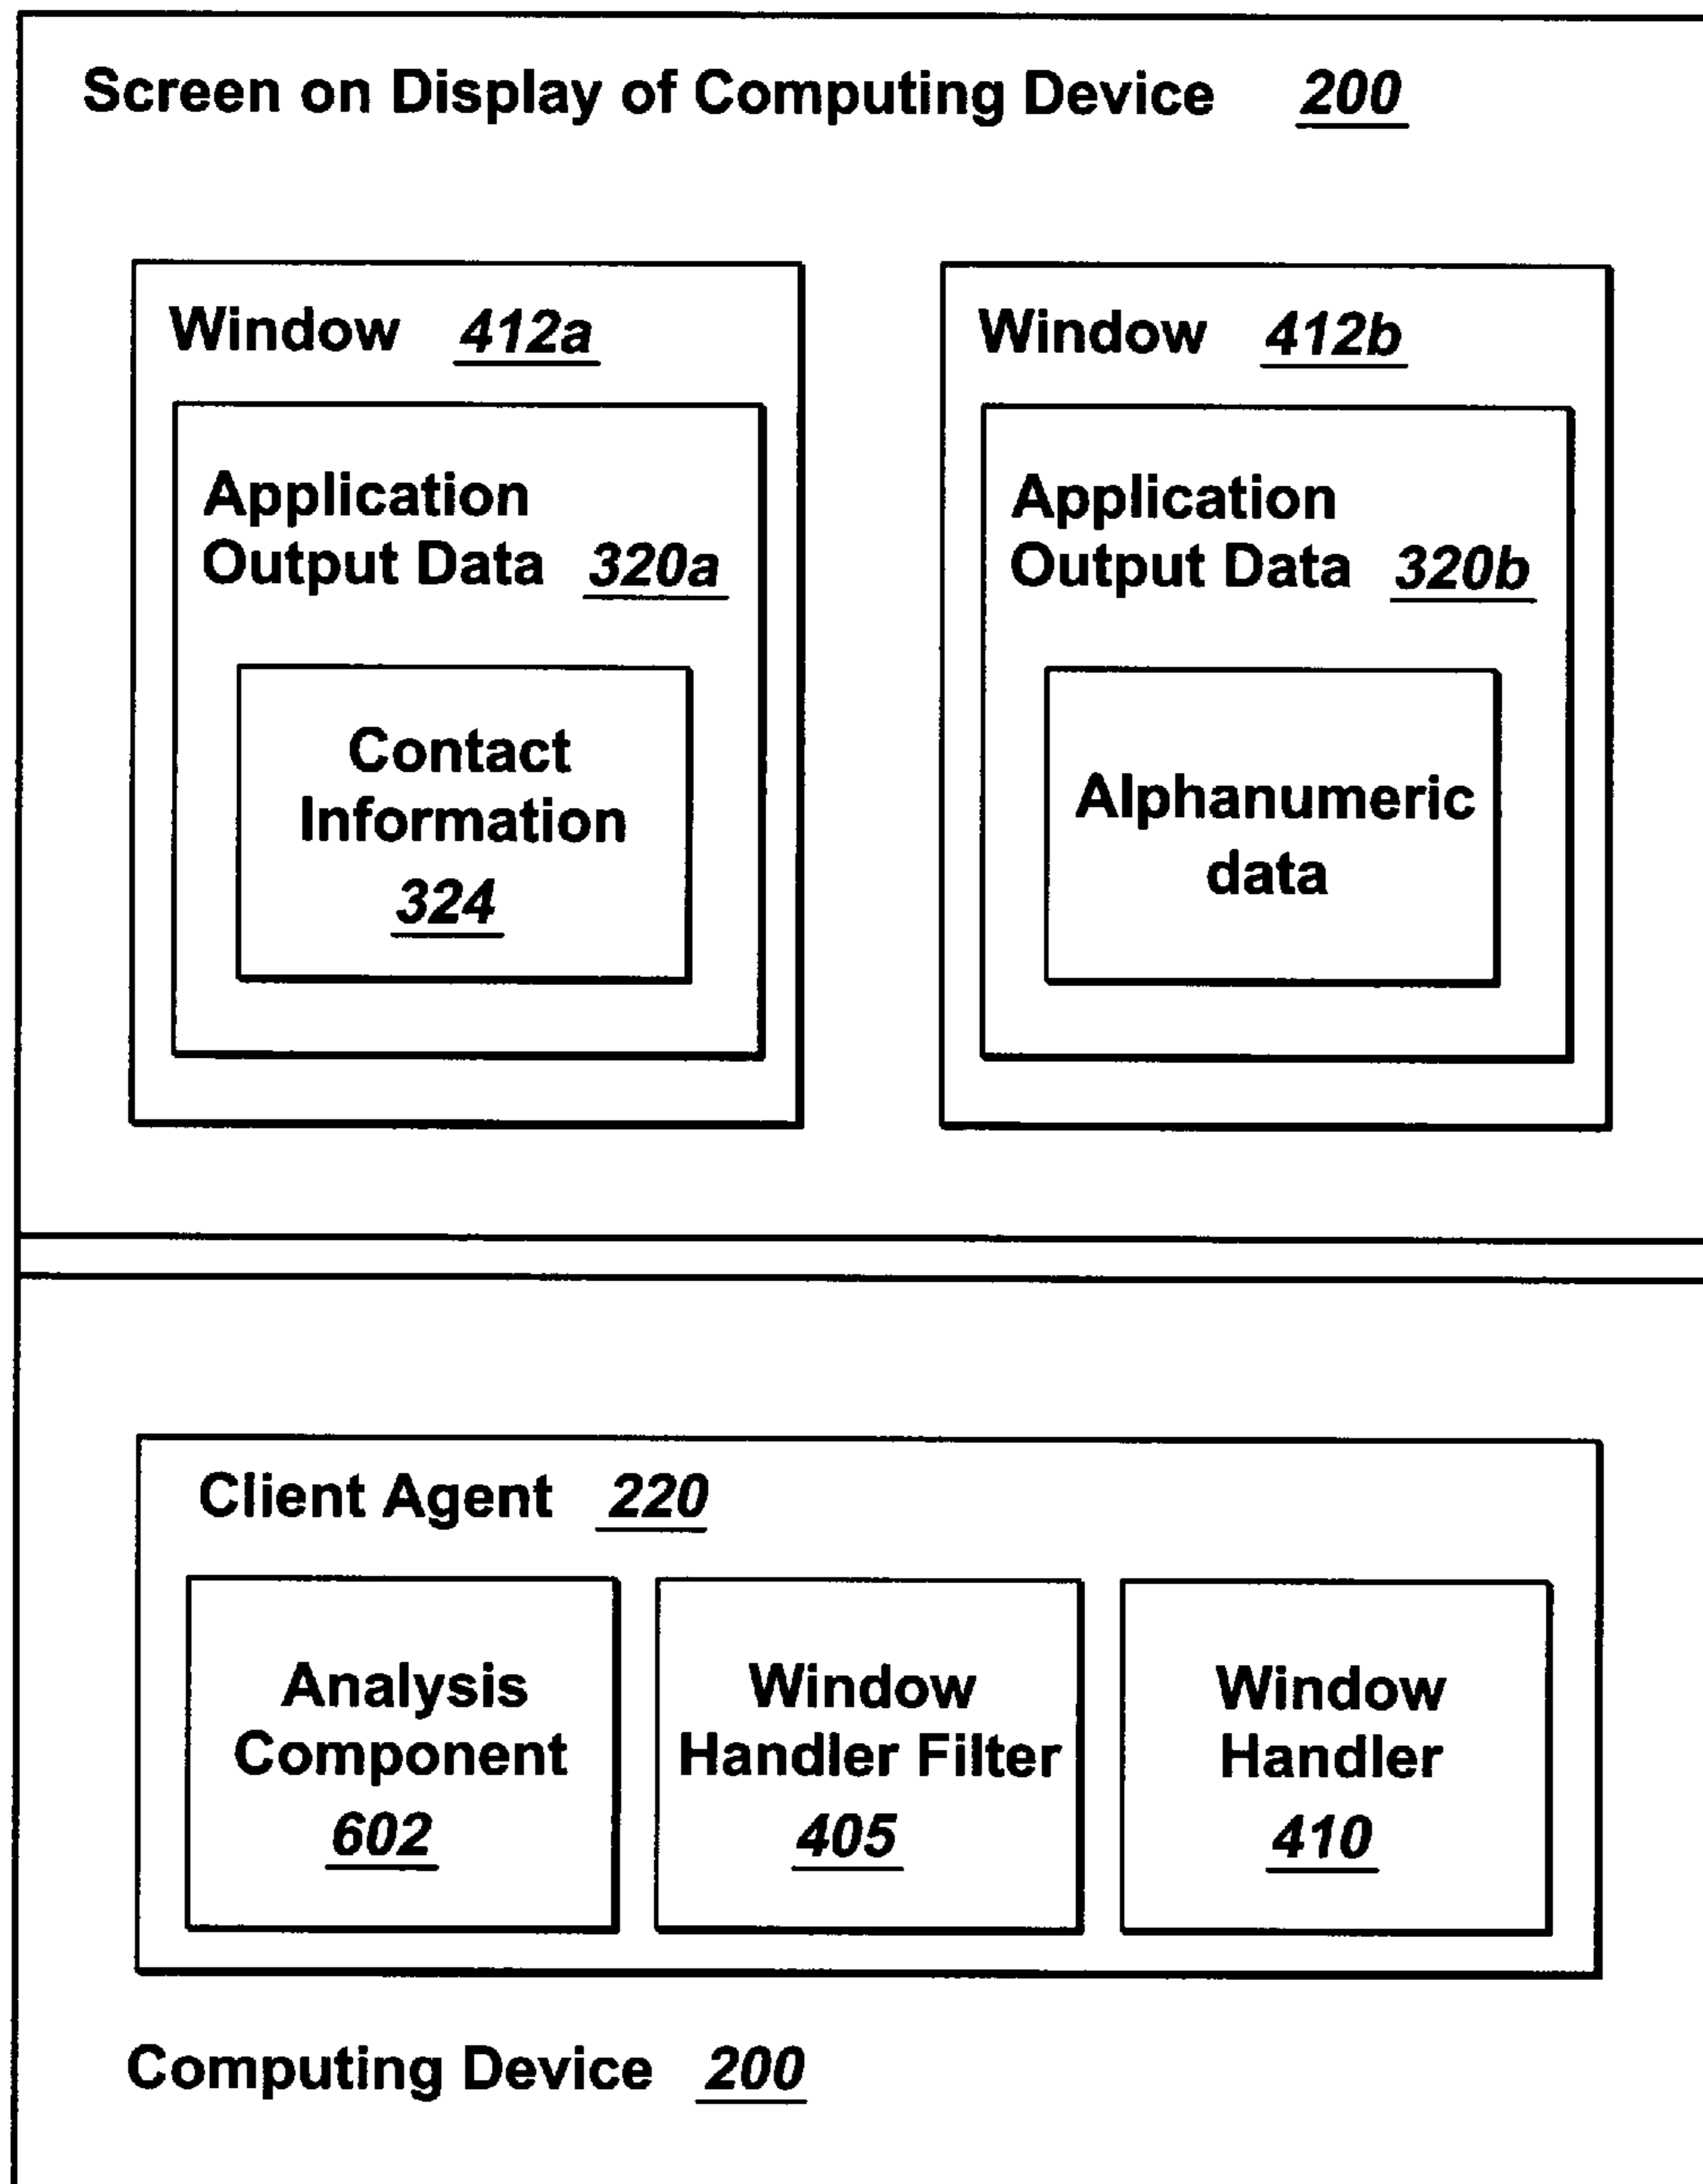 Screen on Display of Computing Device 200
Window 412a
Application
Output Data 320a
Contact
Information
324
Window 412b
Application
Output Data 320b
Alphanumeric
data
Client Agent 220
Analysis
Component
602
Window
Handler Filter
405
Window
Handler
410
Computing Device 200